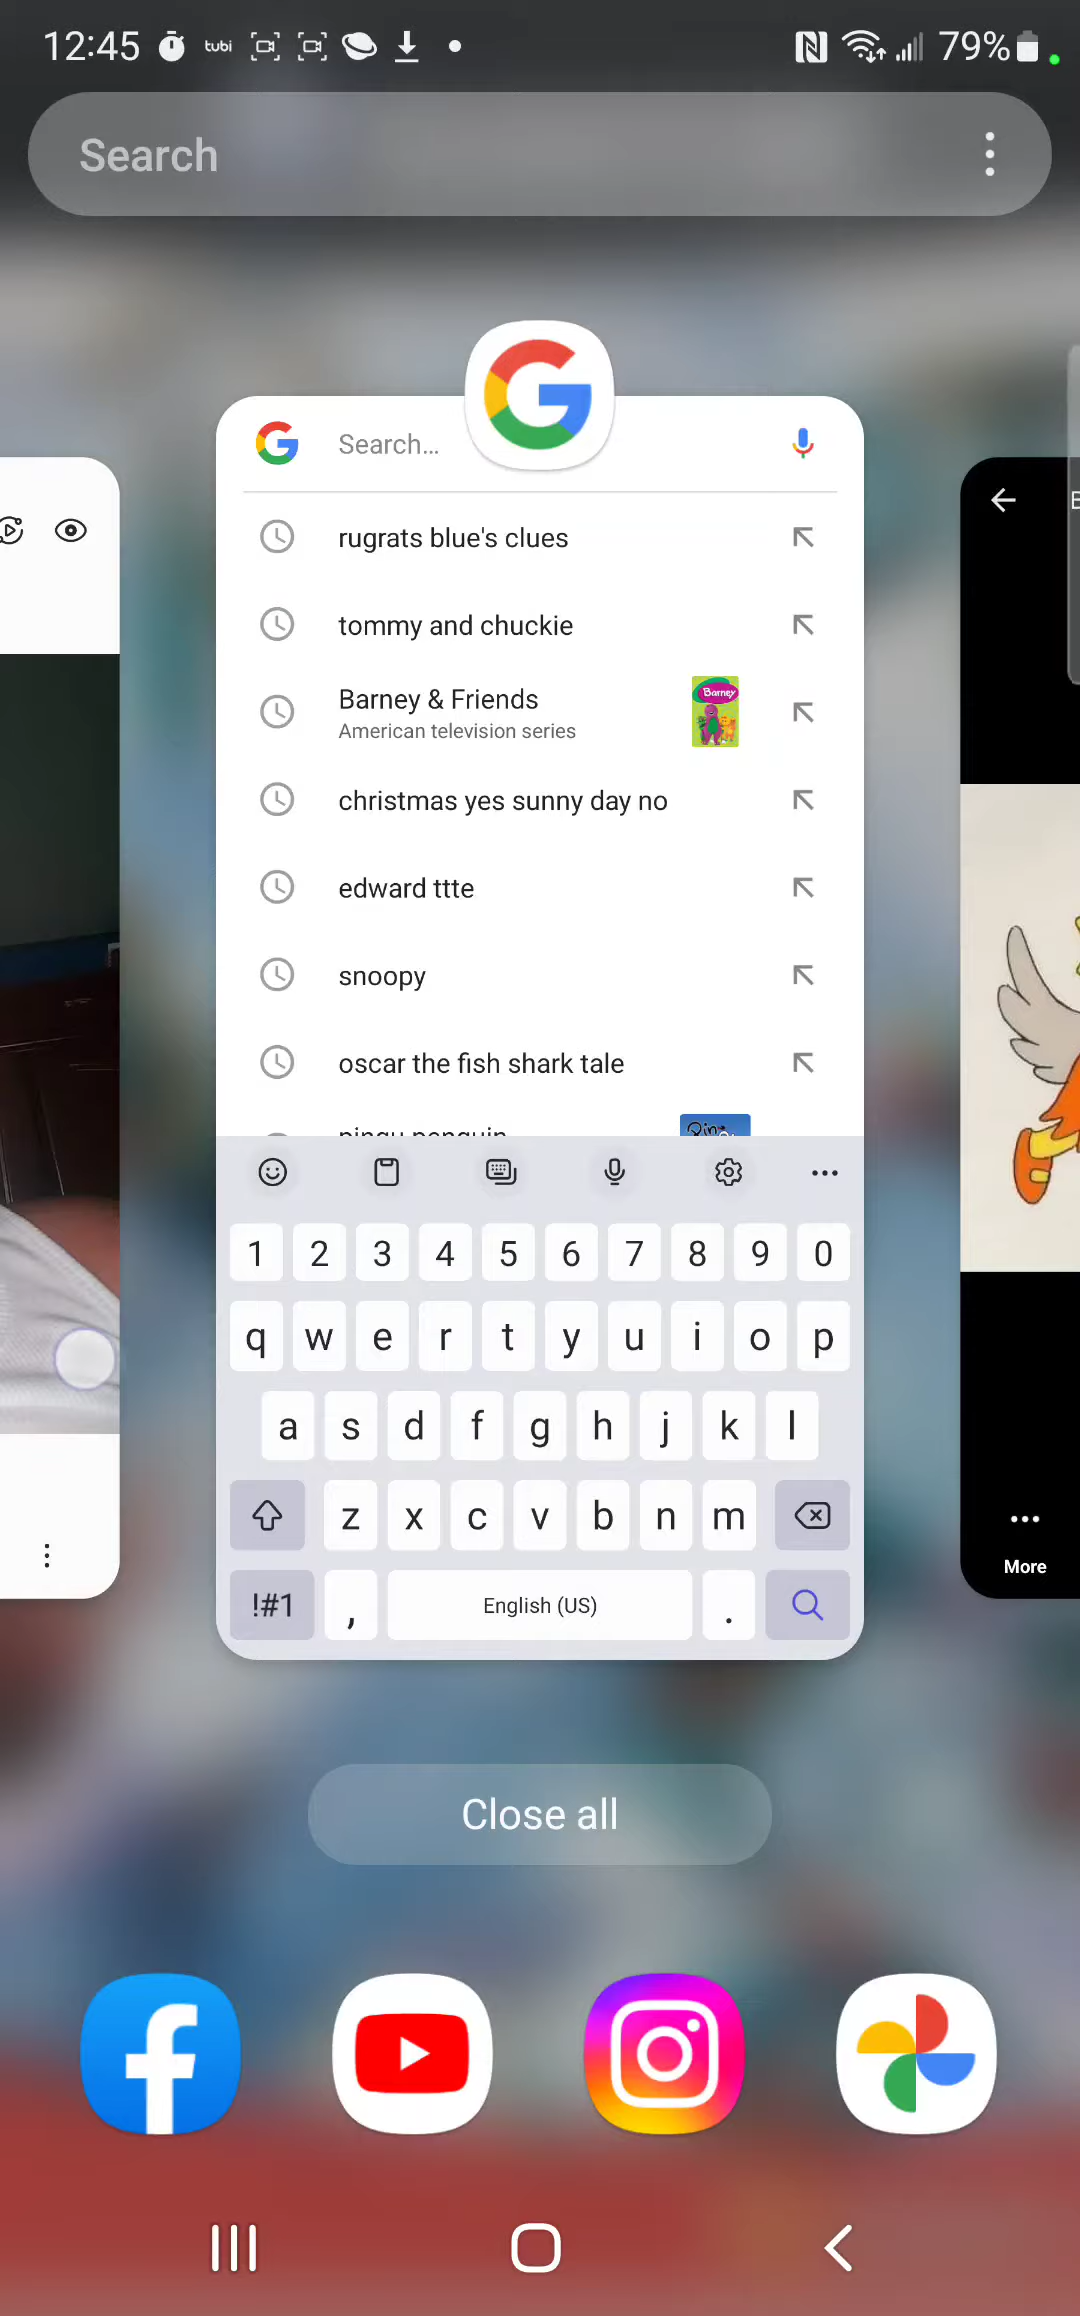 12:45 tubi 79%
Search
Search...
rugrats blue's clues
tommy and chuckie
Barney & Friends
American television series
Barney
christmas yes sunny day no
edward ttte
snoopy
oscar the fish shark tale
pingu penguin
1 2 3 4 5 6 7 8 9 0
q w e r t y u i o p
a s d f g h j k l
z x c v b n m
!#1 , English (US) .
More
Close all